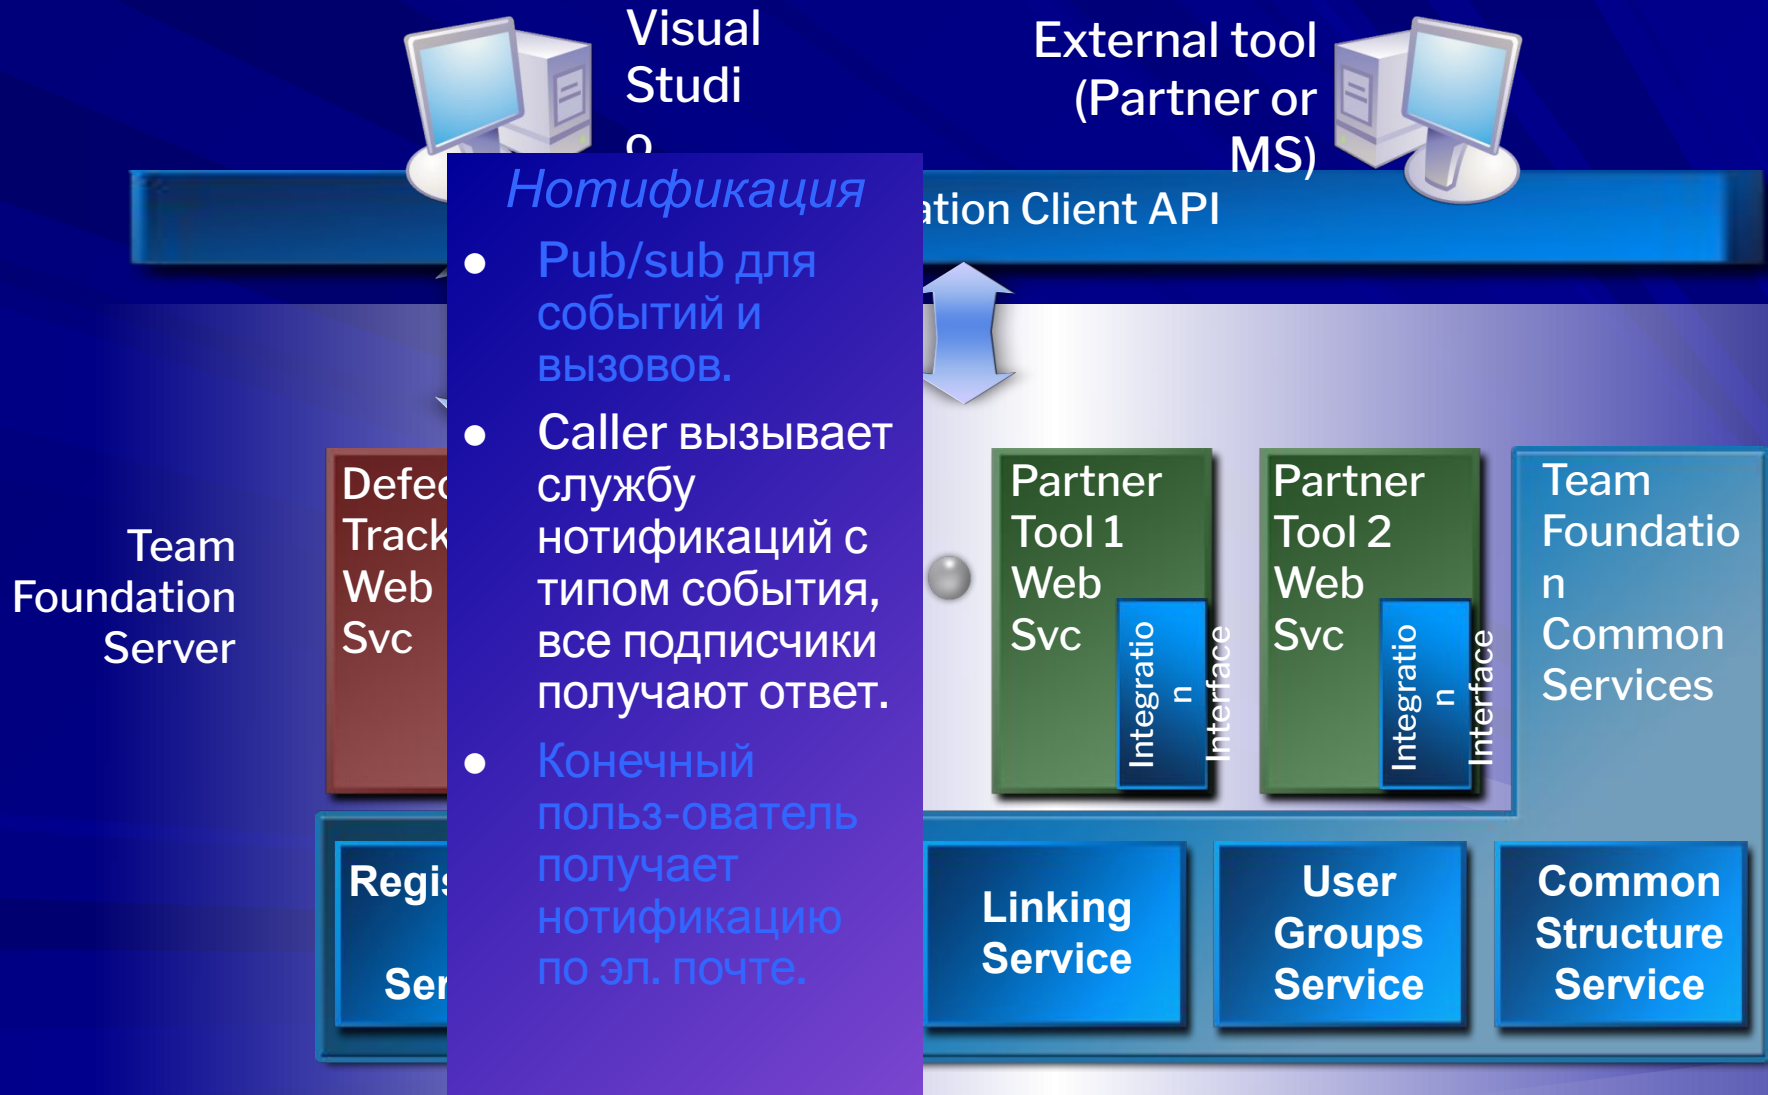 Visual
Studi
o
External tool
(Partner or
MS)
ation Client API
Нотификация
Pub/sub для
событий и
вызовов.
Caller вызывает
службу
нотификаций с
типом события,
все подписчики
получают ответ.
Конечный
польз-ователь
получает
нотификацию
по эл. почте.
Team
Foundation
Server
Defec
Track
Web
Svc
Partner
Tool 1
Web
Svc
Integratio
n
Interface
Partner
Tool 2
Web
Svc
Integratio
n
Interface
Team
Foundatio
n
Common
Services
Regis
Ser
Linking
Service
User
Groups
Service
Common
Structure
Service